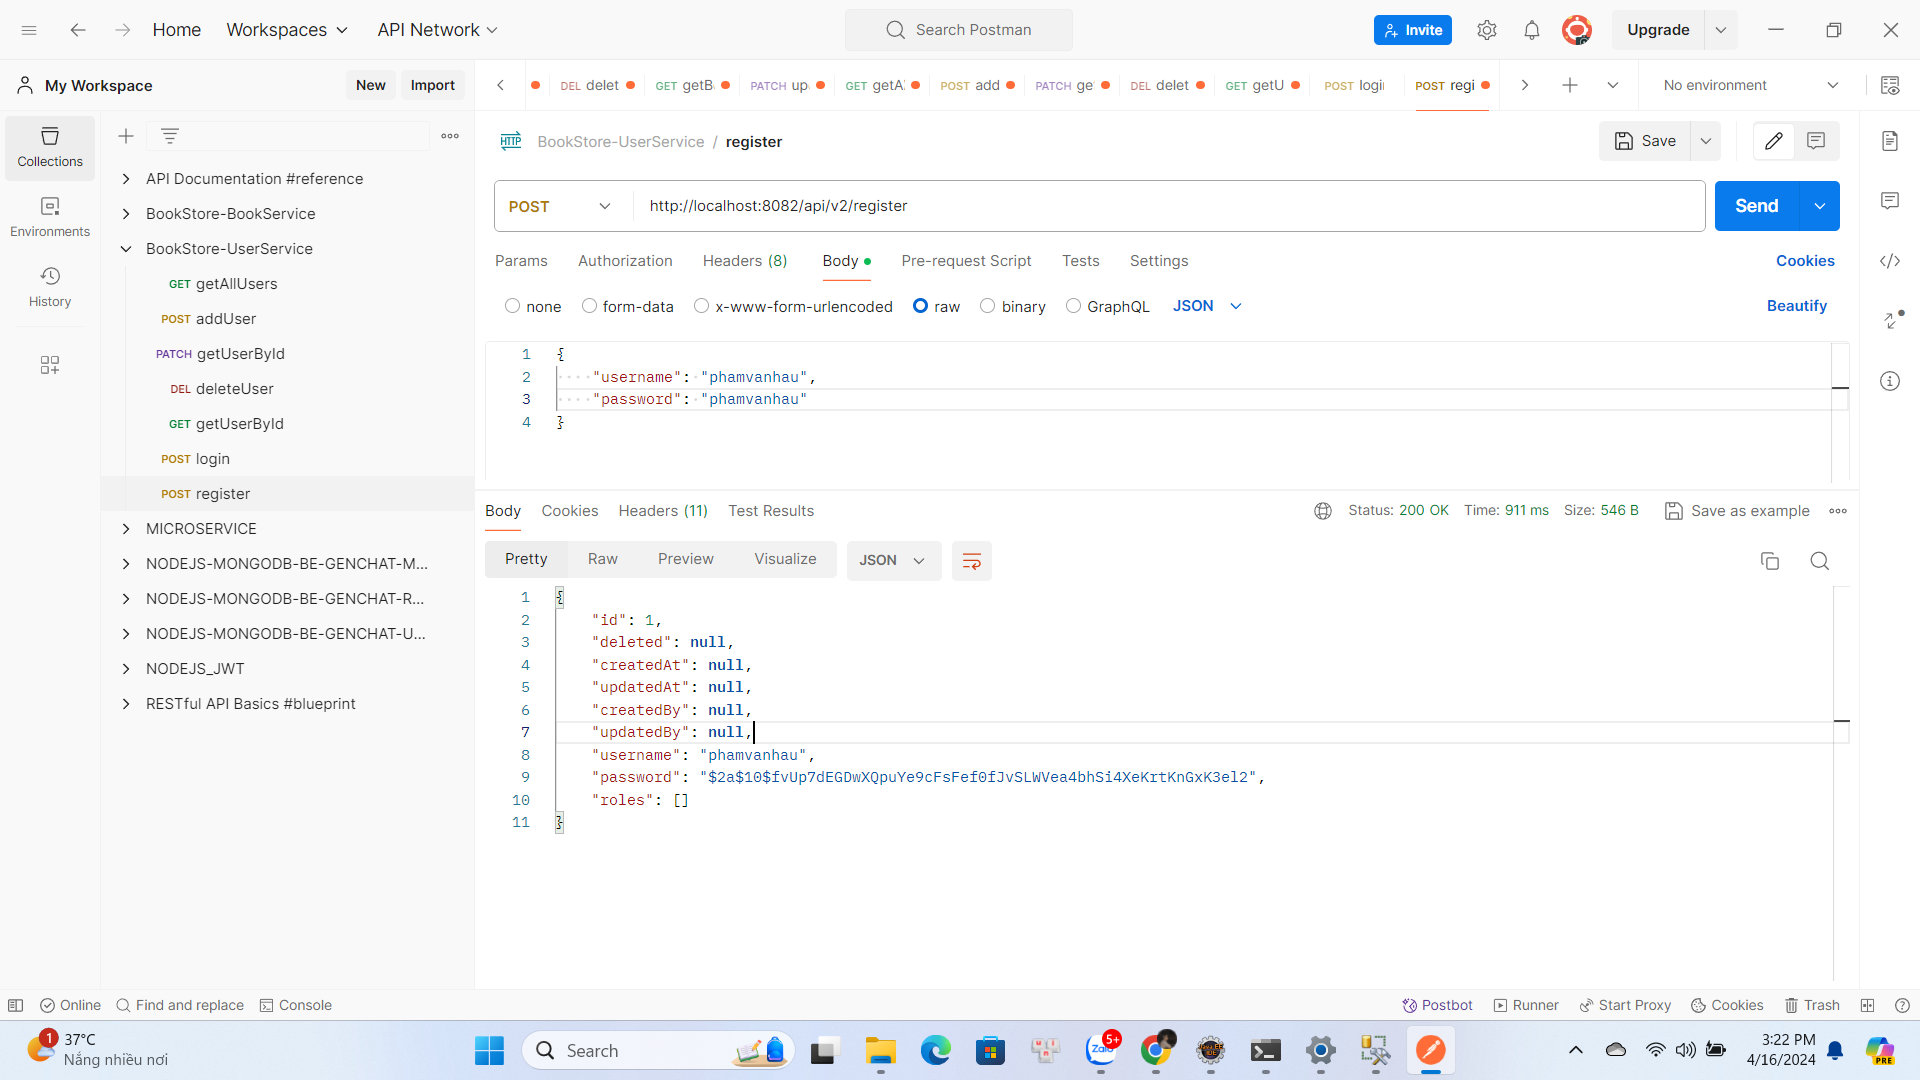 Home
Workspaces
API Network
Search Postman
Invite
Upgrade
My Workspace
New
Import
DEL delet
GET getB
PATCH up
GET getA
POST add
PATCH ge
DEL delet
GET getU
POST logi
POST regi
No environment
Collections
Environments
History
API Documentation #reference
BookStore-BookService
BookStore-UserService
GET getAllUsers
POST addUser
PATCH getUserById
DEL deleteUser
GET getUserById
POST login
POST register
MICROSERVICE
NODEJS-MONGODB-BE-GENCHAT-M...
NODEJS-MONGODB-BE-GENCHAT-R...
NODEJS-MONGODB-BE-GENCHAT-U...
NODEJS_JWT
RESTful API Basics #blueprint
HTTP BookStore-UserService / register
Save
POST
http://localhost:8082/api/v2/register
Send
Params Authorization Headers (8) Body Pre-request Script Tests Settings
Cookies
none form-data x-www-form-urlencoded raw binary GraphQL JSON
Beautify
1 {
2 "username": "phamvanhau",
3 "password": "phamvanhau"
4 }
Body Cookies Headers (11) Test Results
Status: 200 OK Time: 911 ms Size: 546 B
Save as example
Pretty Raw Preview Visualize JSON
1 {
2 "id": 1,
3 "deleted": null,
4 "createdAt": null,
5 "updatedAt": null,
6 "createdBy": null,
7 "updatedBy": null,
8 "username": "phamvanhau",
9 "password": "$2a$10$fvUp7dEGDwXQpuYe9cFsFef0fJvSLWVea4bhSi4XeKrtKnGxK3el2",
10 "roles": []
11 }
Online
Find and replace
Console
Postbot
Runner
Start Proxy
Cookies
Trash
1
37°C
Nắng nhiều nơi
Search
Zalo
5+
3:22 PM
4/16/2024
PRE